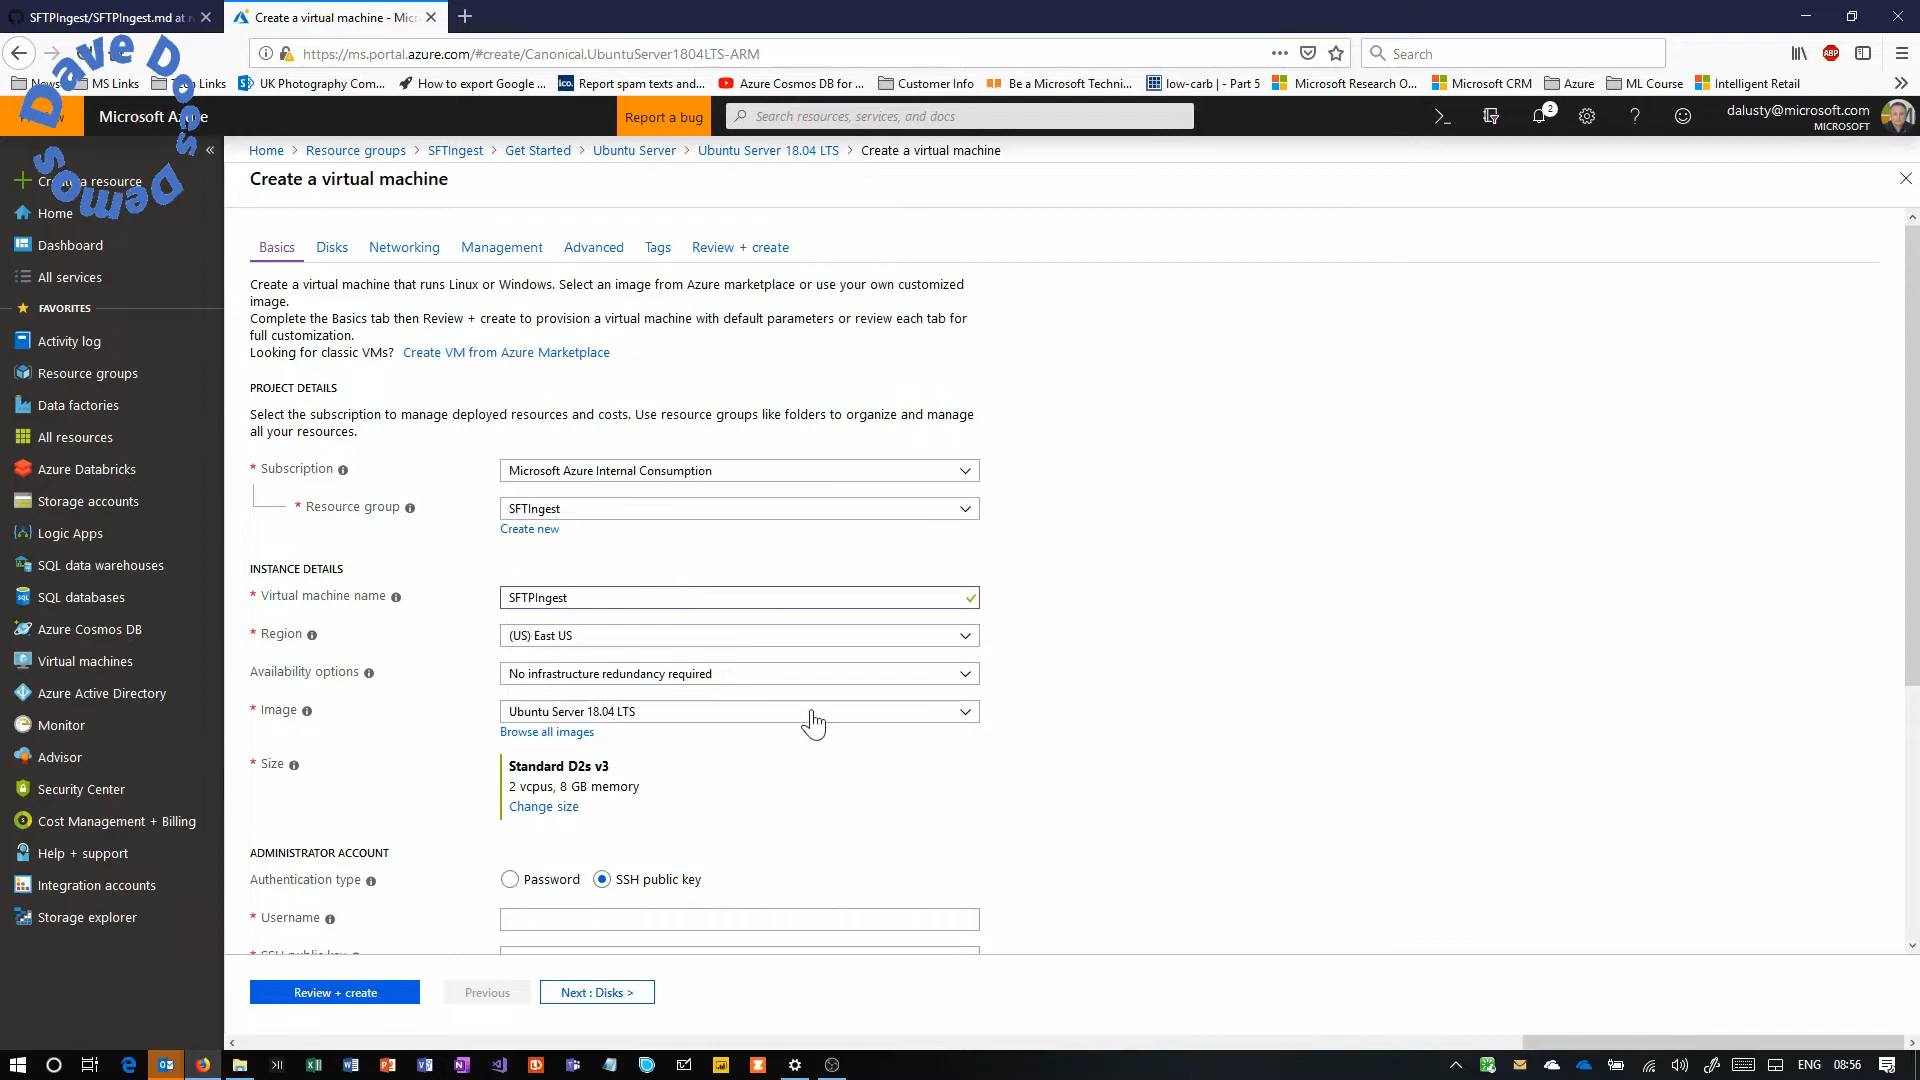 SFTPIngest/SFTPIngest.md at
Create a virtual machine - Mic
https://ms.portal.azure.com/#create/Canonical.UbuntuServer1804LTS-ARM
Search
ABP
News
MS Links
Tech Links
UK Photography Com...
How to export Google ...
ico.
Report spam texts and...
Azure Cosmos DB for ...
Customer Info
Be a Microsoft Techni...
low-carb | - Part 5
Microsoft Research O...
Microsoft CRM
Azure
ML Course
Intelligent Retail
Dave Does Demos
Microsoft Azure
Report a bug
Search resources, services, and docs
2
dalusty@microsoft.com
MICROSOFT
Home > Resource groups > SFTIngest > Get Started > Ubuntu Server > Ubuntu Server 18.04 LTS > Create a virtual machine
Create a virtual machine
Create a resource
Home
Dashboard
All services
FAVORITES
Activity log
Resource groups
Data factories
All resources
Azure Databricks
Storage accounts
Logic Apps
SQL data warehouses
SQL databases
Azure Cosmos DB
Virtual machines
Azure Active Directory
Monitor
Advisor
Security Center
Cost Management + Billing
Help + support
Integration accounts
Storage explorer
Basics Disks Networking Management Advanced Tags Review + create
Create a virtual machine that runs Linux or Windows. Select an image from Azure marketplace or use your own customized
image.
Complete the Basics tab then Review + create to provision a virtual machine with default parameters or review each tab for
full customization.
Looking for classic VMs? Create VM from Azure Marketplace
PROJECT DETAILS
Select the subscription to manage deployed resources and costs. Use resource groups like folders to organize and manage
all your resources.
* Subscription Microsoft Azure Internal Consumption
* Resource group SFTIngest
Create new
INSTANCE DETAILS
* Virtual machine name SFTPIngest
* Region (US) East US
Availability options No infrastructure redundancy required
* Image Ubuntu Server 18.04 LTS
Browse all images
* Size Standard D2s v3
2 vcpus, 8 GB memory
Change size
ADMINISTRATOR ACCOUNT
Authentication type Password SSH public key
* Username
* SSH public key
Review + create Previous Next : Disks >
ENG 08:56